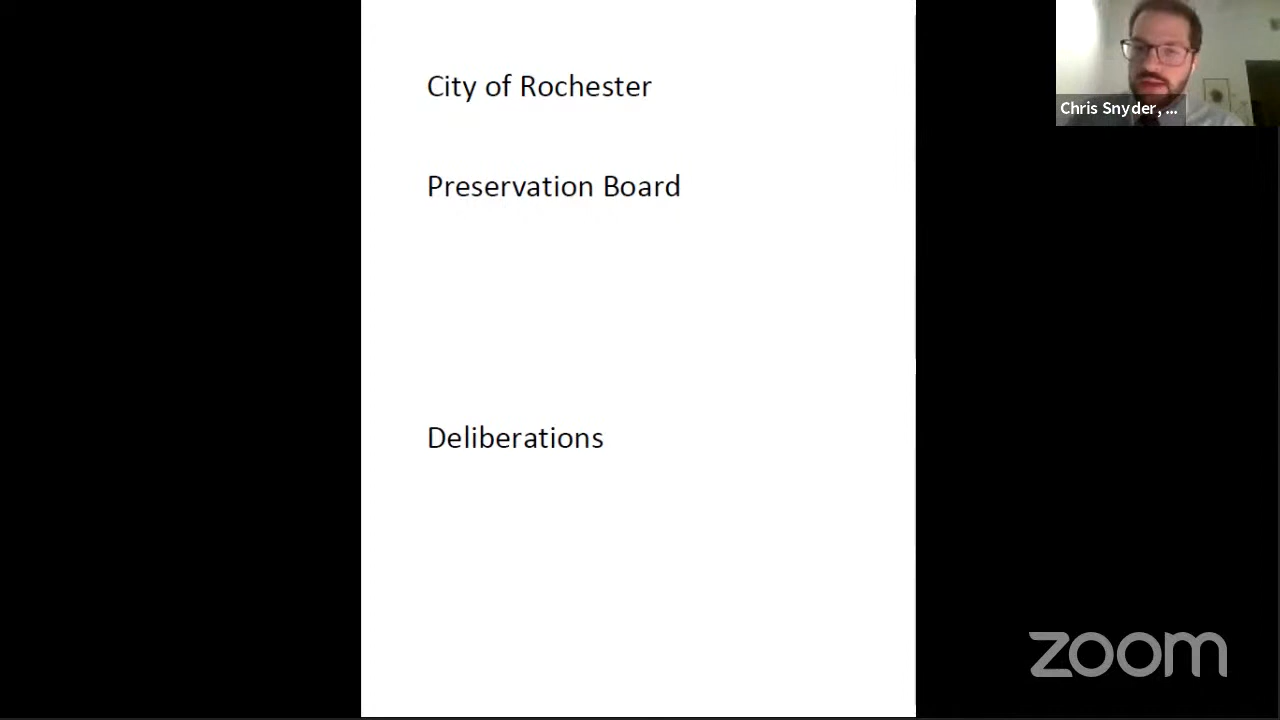 City of Rochester
Preservation Board
Deliberations
Chris Snyder, ...
zoom